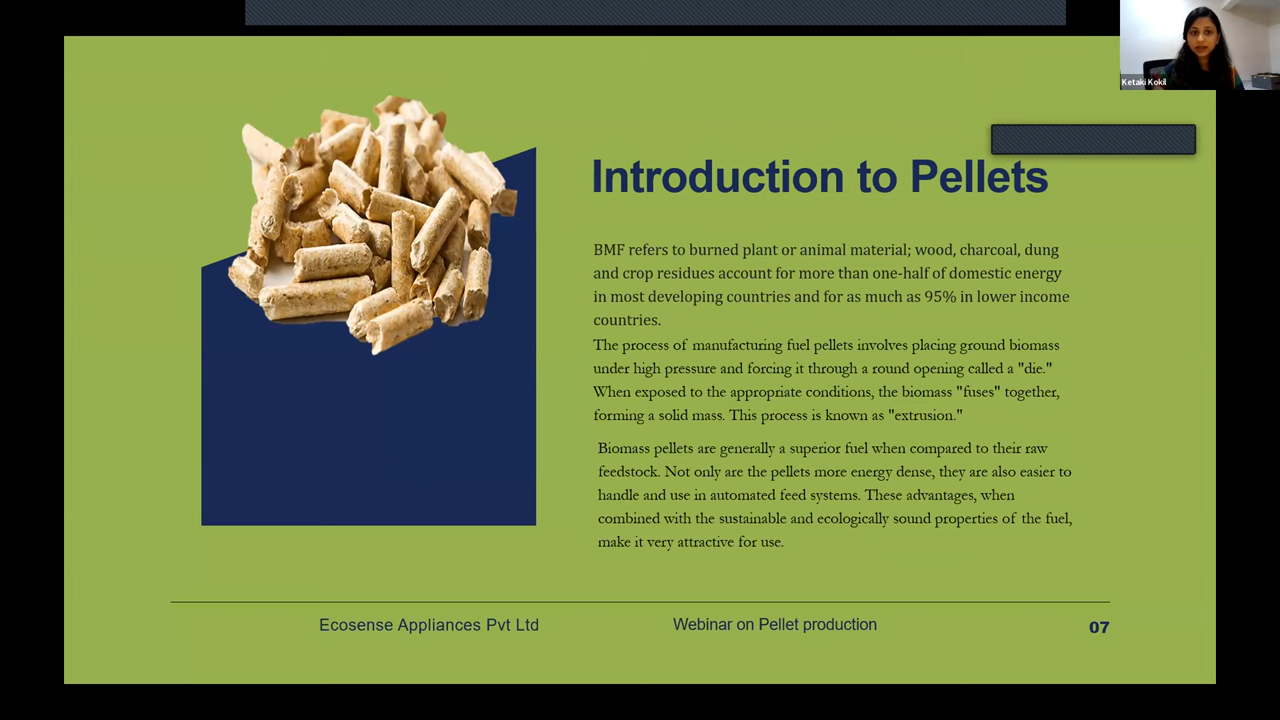 Ketaki Kokil
Introduction to Pellets
BMF refers to burned plant or animal material; wood, charcoal, dung
and crop residues account for more than one-half of domestic energy
in most developing countries and for as much as 95% in lower income
countries.
The process of manufacturing fuel pellets involves placing ground biomass
under high pressure and forcing it through a round opening called a "die."
When exposed to the appropriate conditions, the biomass "fuses" together,
forming a solid mass. This process is known as "extrusion."
Biomass pellets are generally a superior fuel when compared to their raw
feedstock. Not only are the pellets more energy dense, they are also easier to
handle and use in automated feed systems. These advantages, when
combined with the sustainable and ecologically sound properties of the fuel,
make it very attractive for use.
Ecosense Appliances Pvt Ltd
Webinar on Pellet production
07